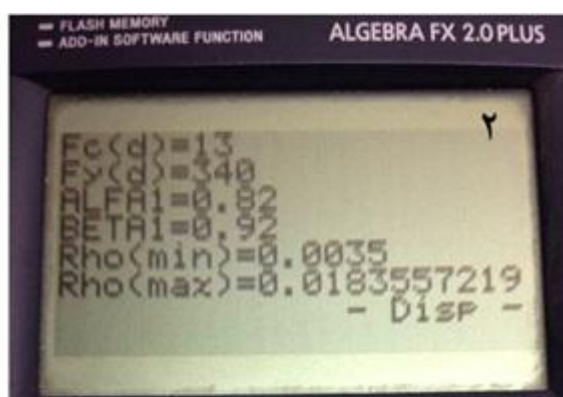 FLASH MEMORY
ADD-IN SOFTWARE FUNCTION
ALGEBRA FX 2.0 PLUS
۲
Fc(d)=13
Fy(d)=340
ALFA1=0.82
BETA1=0.92
Rho(min)=0.0035
Rho(max)=0.0183557219
- Disp -